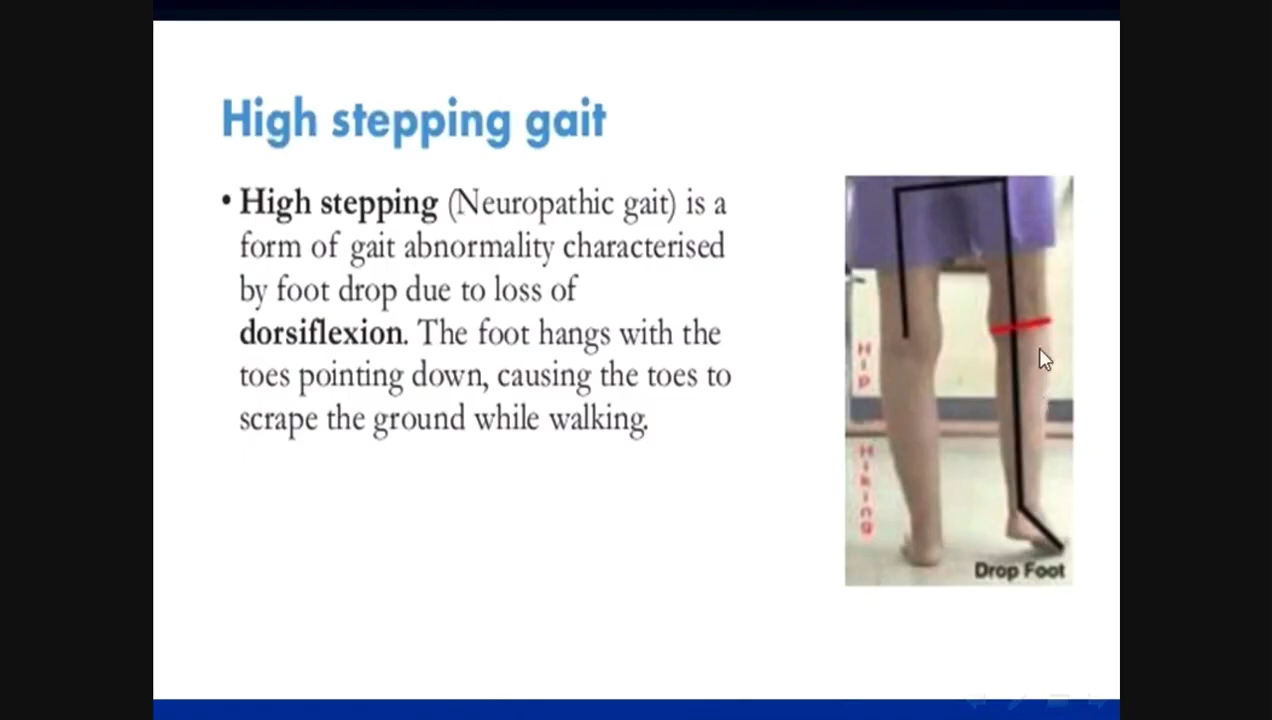 High stepping gait
• High stepping (Neuropathic gait) is a
form of gait abnormality characterised
by foot drop due to loss of
dorsiflexion. The foot hangs with the
toes pointing down, causing the toes to
scrape the ground while walking.
Hip
Hiking
Drop Foot